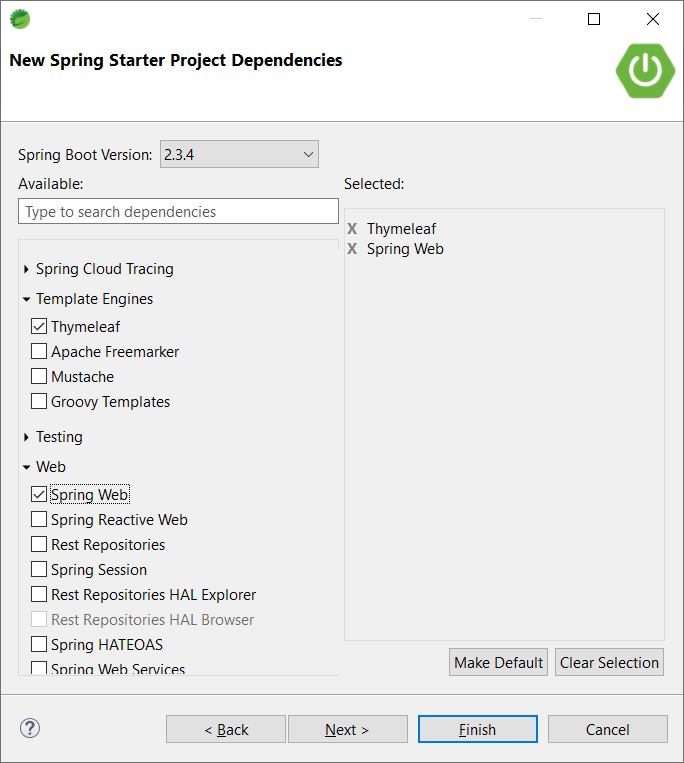 New Spring Starter Project Dependencies
Spring Boot Version: 2.3.4
Available:
Selected:
Type to search dependencies
X Thymeleaf
X Spring Web
Spring Cloud Tracing
Template Engines
Thymeleaf
Apache Freemarker
Mustache
Groovy Templates
Testing
Web
Spring Web
Spring Reactive Web
Rest Repositories
Spring Session
Rest Repositories HAL Explorer
Rest Repositories HAL Browser
Spring HATEOAS
Spring Web Services
Make Default
Clear Selection
?
< Back
Next >
Finish
Cancel